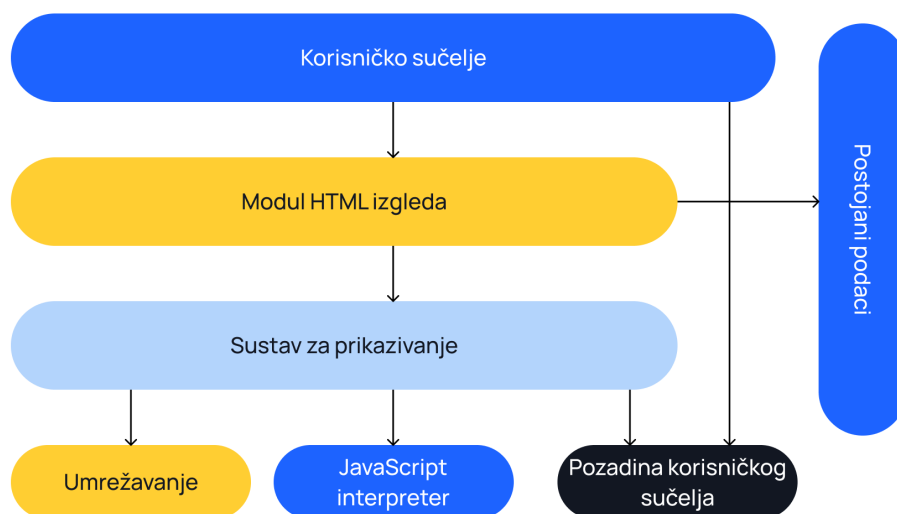 Korisničko sučelje
Postojani podaci
Modul HTML izgleda
Sustav za prikazivanje
Umrežavanje
JavaScript
interpreter
Pozadina korisničkog
sučelja